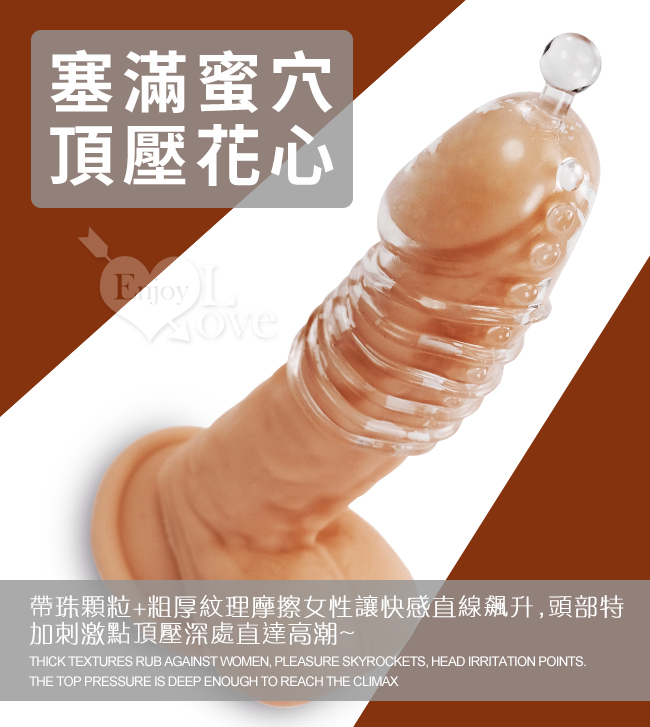 塞滿蜜穴
頂壓花心
Enjoy Love
帶珠顆粒+粗厚紋理摩擦女性讓快感直線飆升,頭部特
加刺激點頂壓深處直達高潮~
THICK TEXTURES RUB AGAINST WOMEN, PLEASURE SKYROCKETS, HEAD IRRITATION POINTS.
THE TOP PRESSURE IS DEEP ENOUGH TO REACH THE CLIMAX